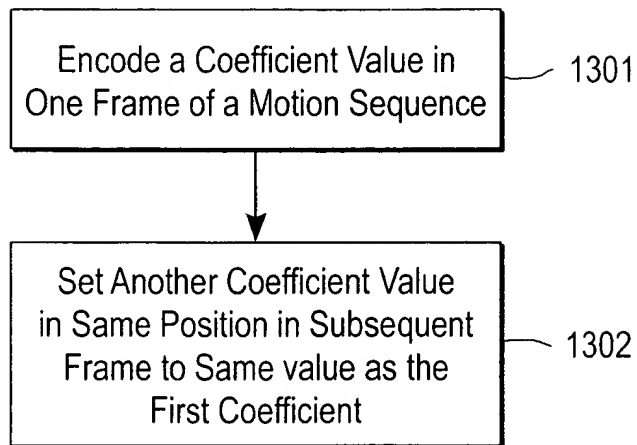 Encode a Coefficient Value in
One Frame of a Motion Sequence
1301
Set Another Coefficient Value
in Same Position in Subsequent
Frame to Same value as the
First Coefficient
1302